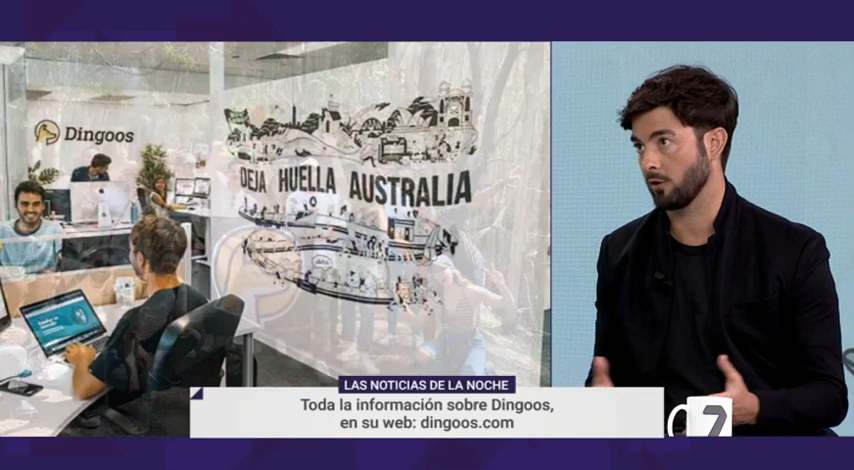 Dingoos
DEJA HUELLA AUSTRALIA
LAS NOTICIAS DE LA NOCHE
Toda la información sobre Dingoos,
en su web: dingoos.com
7